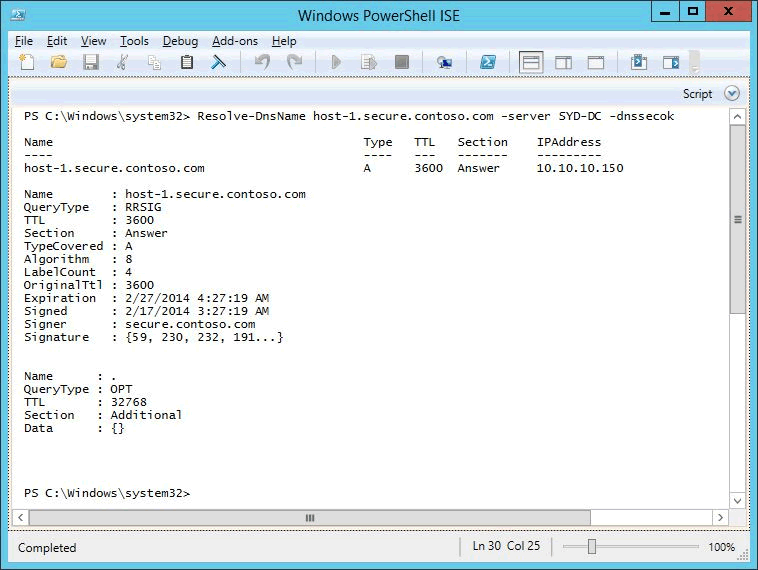 Windows PowerShell ISE
File Edit View Tools Debug Add-ons Help
Script
PS C:\Windows\system32> Resolve-DnsName host-1.secure.contoso.com -server SYD-DC -dnssecok
Name Type TTL Section IPAddress
---- ---- --- ------- ---------
host-1.secure.contoso.com A 3600 Answer 10.10.10.150
Name : host-1.secure.contoso.com
QueryType : RRSIG
TTL : 3600
Section : Answer
TypeCovered : A
Algorithm : 8
LabelCount : 4
OriginalTtl : 3600
Expiration : 2/27/2014 4:27:19 AM
Signed : 2/17/2014 3:27:19 AM
Signer : secure.contoso.com
Signature : {59, 230, 232, 191...}
Name : .
QueryType : OPT
TTL : 32768
Section : Additional
Data : {}
PS C:\Windows\system32>
Completed Ln 30 Col 25 100%